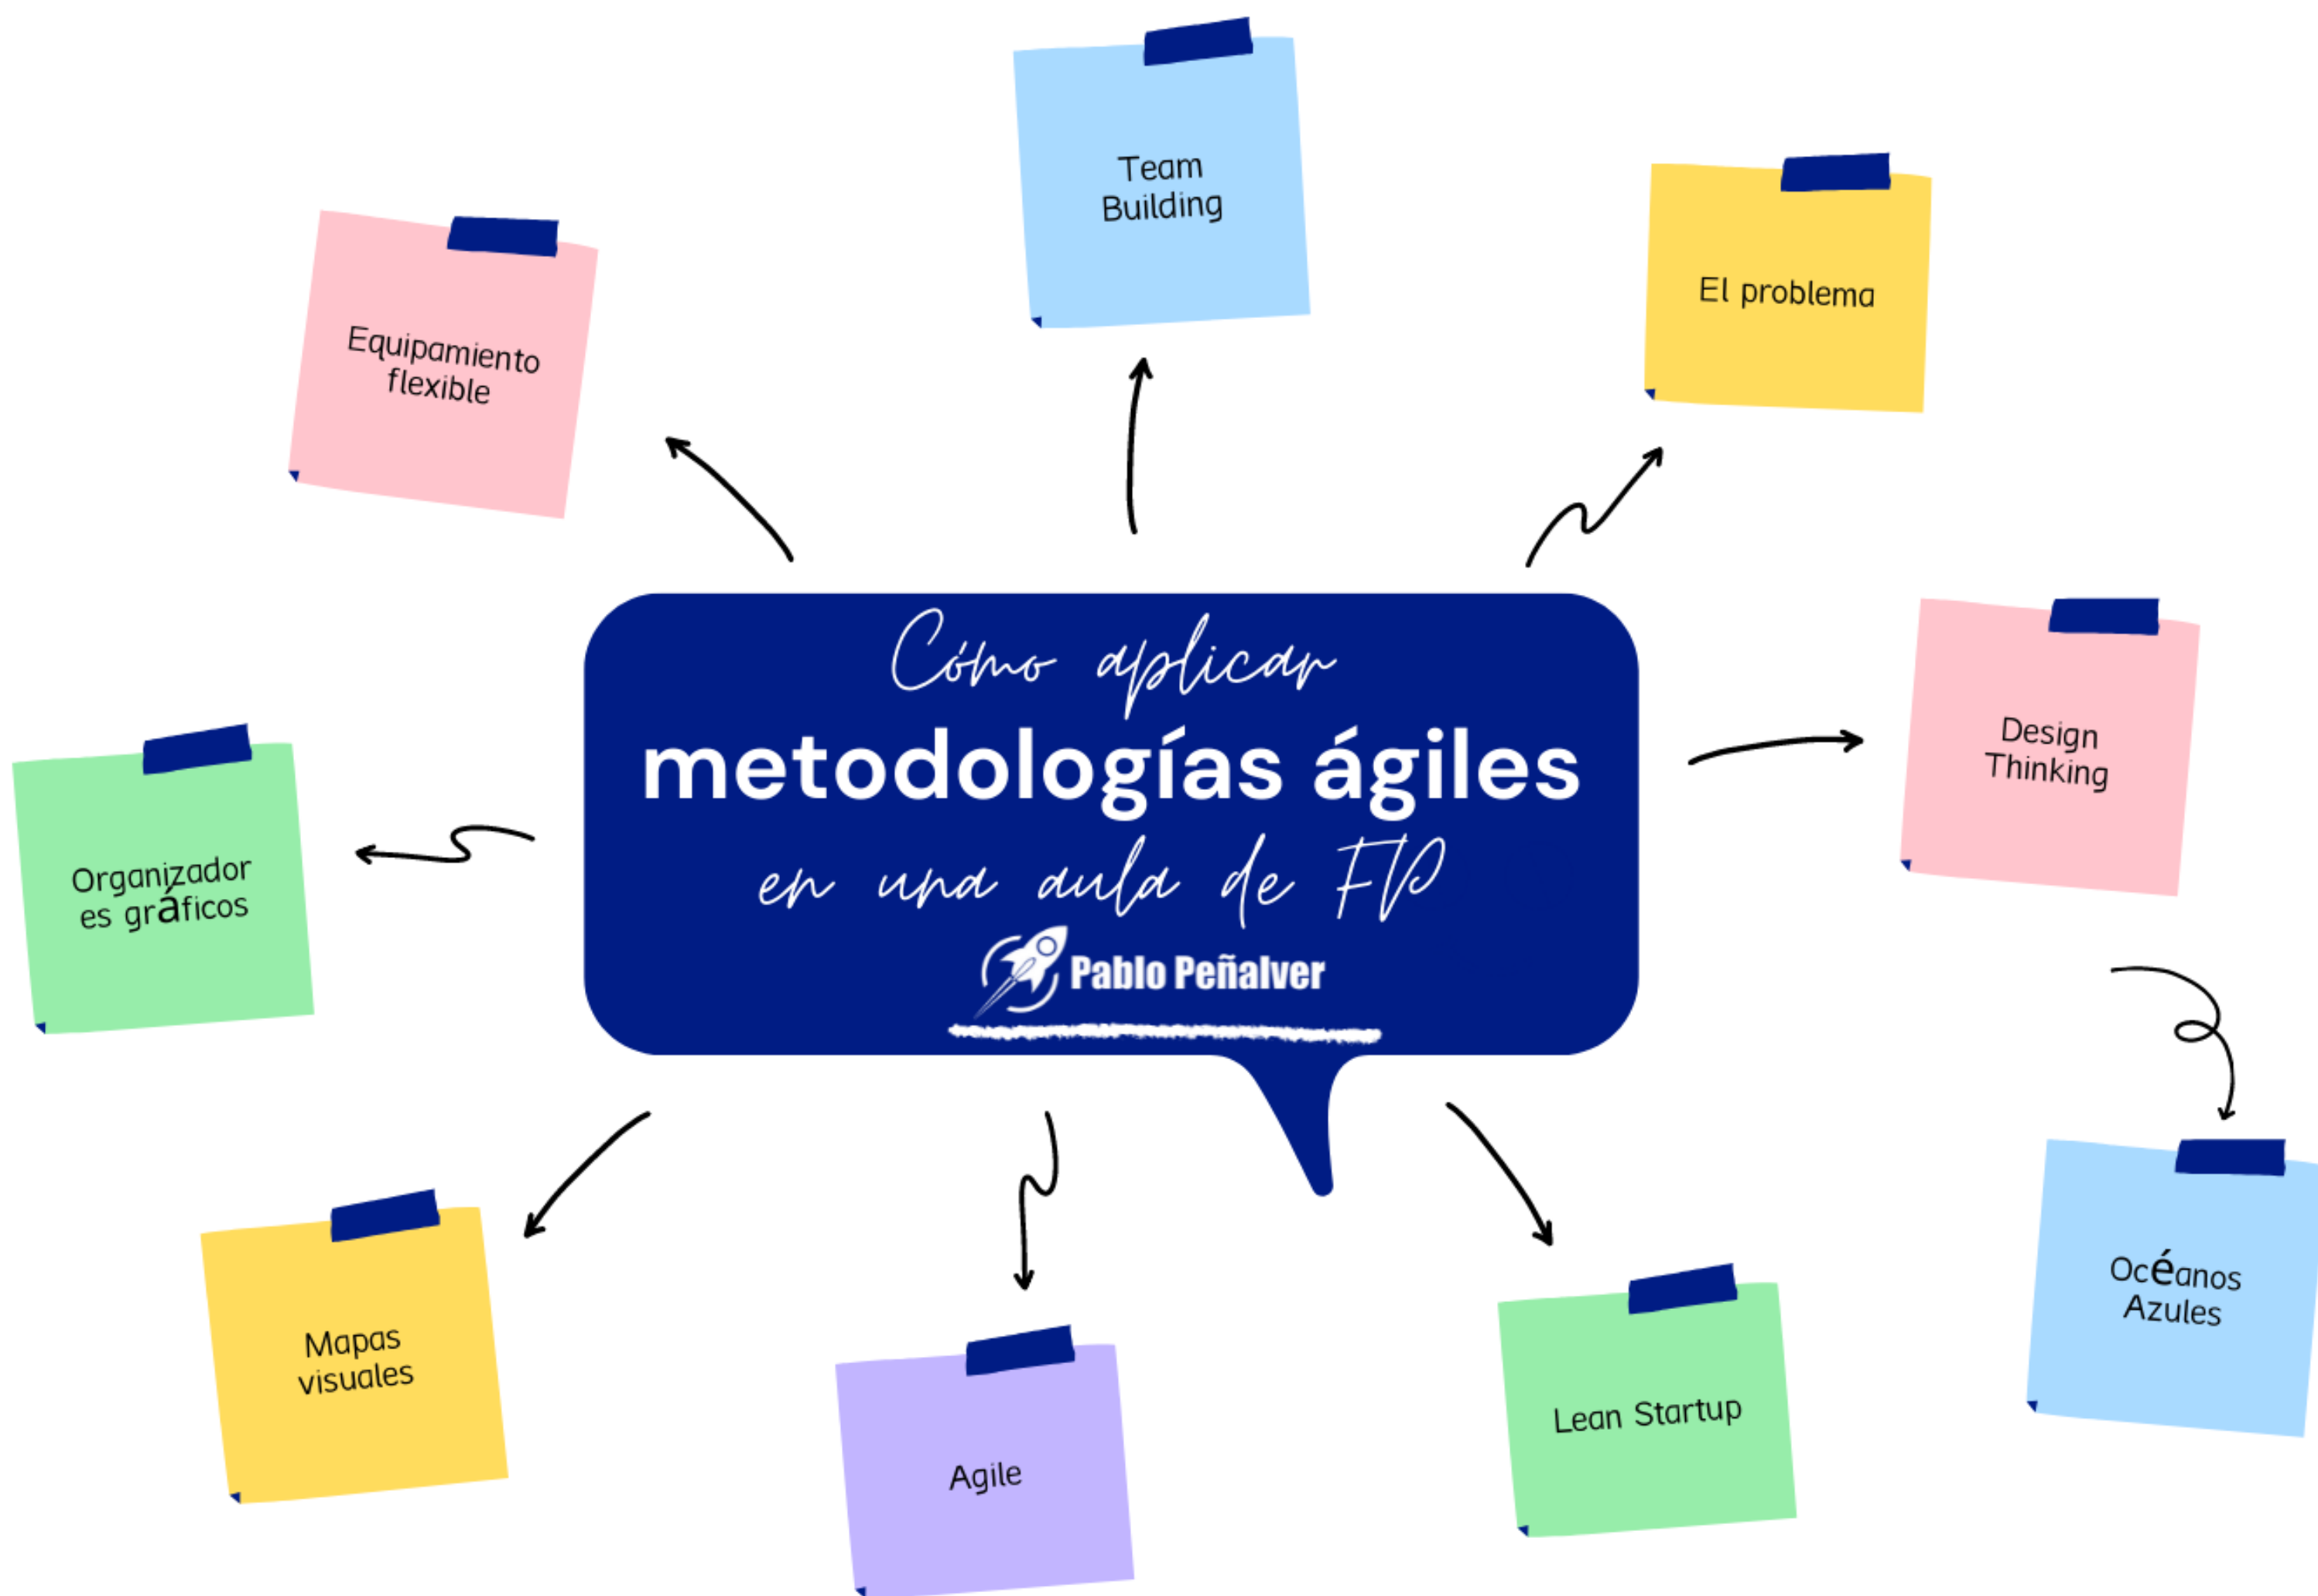 Team
Building
El problema
Equipamiento
flexible
Cómo aplicar
metodologías ágiles
en una aula de FP
Pablo Peñalver
Design
Thinking
Organizador
es gráficos
Océanos
Azules
Mapas
visuales
Lean Startup
Agile